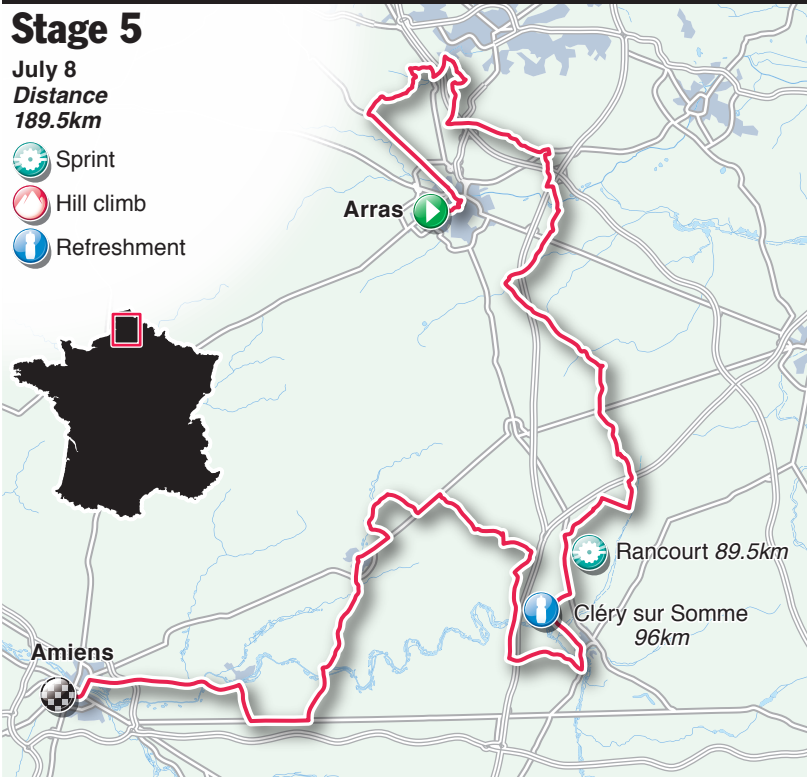 Stage 5
July 8
Distance
189.5km
Sprint
Hill climb
Refreshment
Arras
Rancourt 89.5km
Cléry sur Somme
96km
Amiens